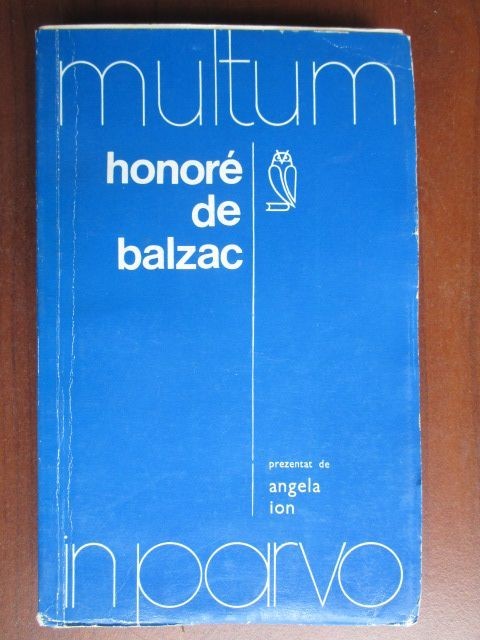 multum
honoré
de
balzac
prezentat de
angela
ion
in parvo